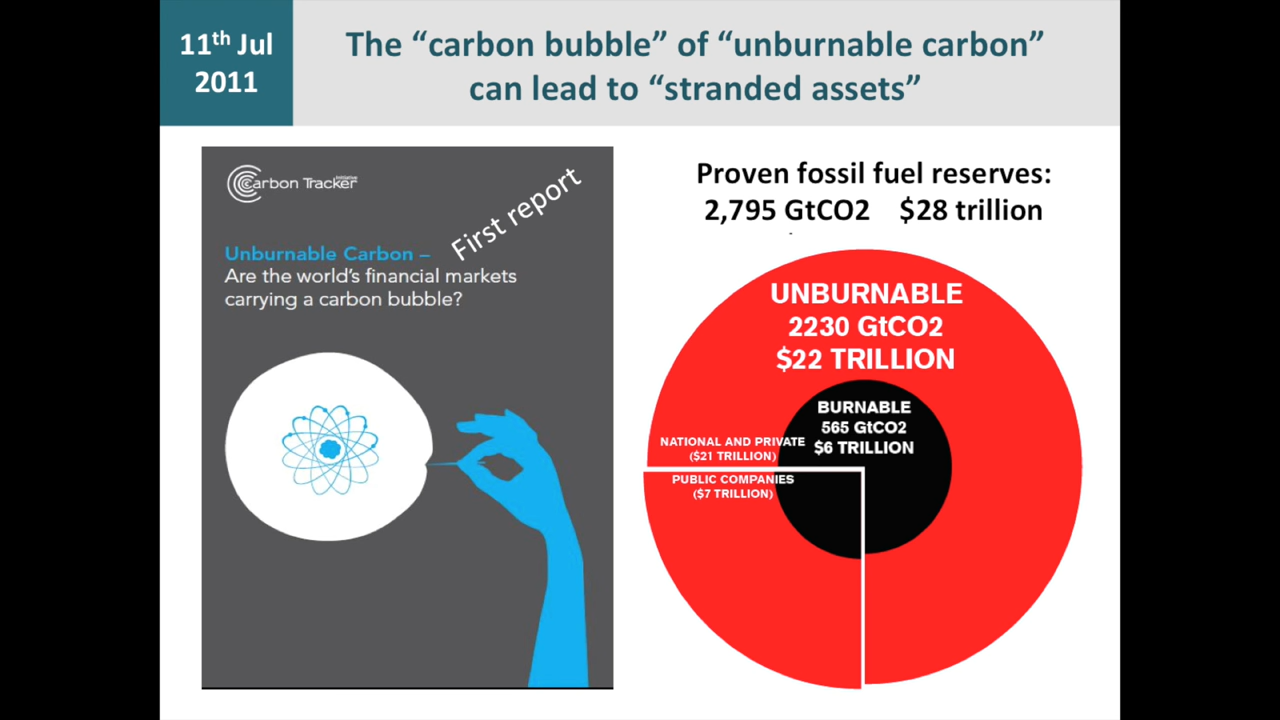 11th Jul
2011
The “carbon bubble” of “unburnable carbon”
can lead to “stranded assets”
Carbon Tracker
Initiative
First report
Unburnable Carbon –
Are the world’s financial markets
carrying a carbon bubble?
Proven fossil fuel reserves:
2,795 GtCO2 $28 trillion
UNBURNABLE
2230 GtCO2
$22 TRILLION
BURNABLE
565 GtCO2
$6 TRILLION
NATIONAL AND PRIVATE
($21 TRILLION)
PUBLIC COMPANIES
($7 TRILLION)